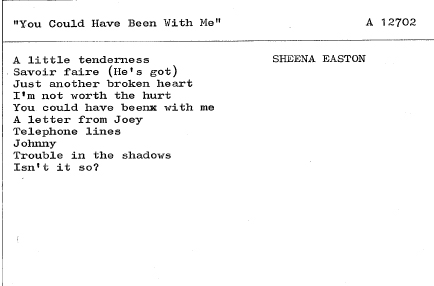 "You Could Have Been With Me" A 12702
A little tenderness SHEENA EASTON
Savoir faire (He's got)
Just another broken heart
I'm not worth the hurt
You could have beenx with me
A letter from Joey
Telephone lines
Johnny
Trouble in the shadows
Isn't it so?